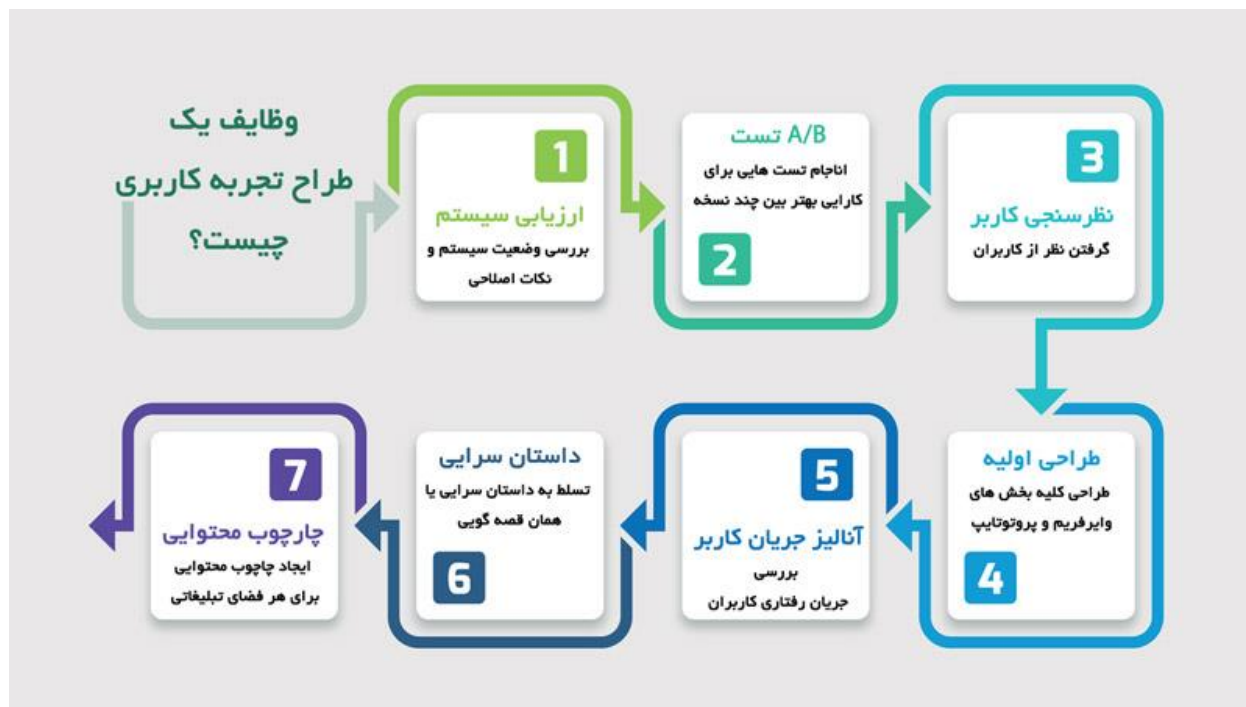 وظایف یک
طراح تجربه کاربری
چیست؟
1
ارزیابی سیستم
بررسی وضعیت سیستم و
نکات اصلاحی
A/B تست
اناجام تست هایی برای
کارایی بهتر بین چند نسخه
2
3
نظرسنجی کاربر
گرفتن نظر از کاربران
طراحی اولیه
طراحی کلیه بخش های
وایرفریم و پروتوتایپ
4
5
آنالیز جریان کاربر
بررسی
جریان رفتاری کاربران
داستان سرایی
تسلط به داستان سرایی یا
همان قصه گویی
6
7
چارچوب محتوایی
ایجاد چاچوب محتوایی
برای هر فضای تبلیغاتی